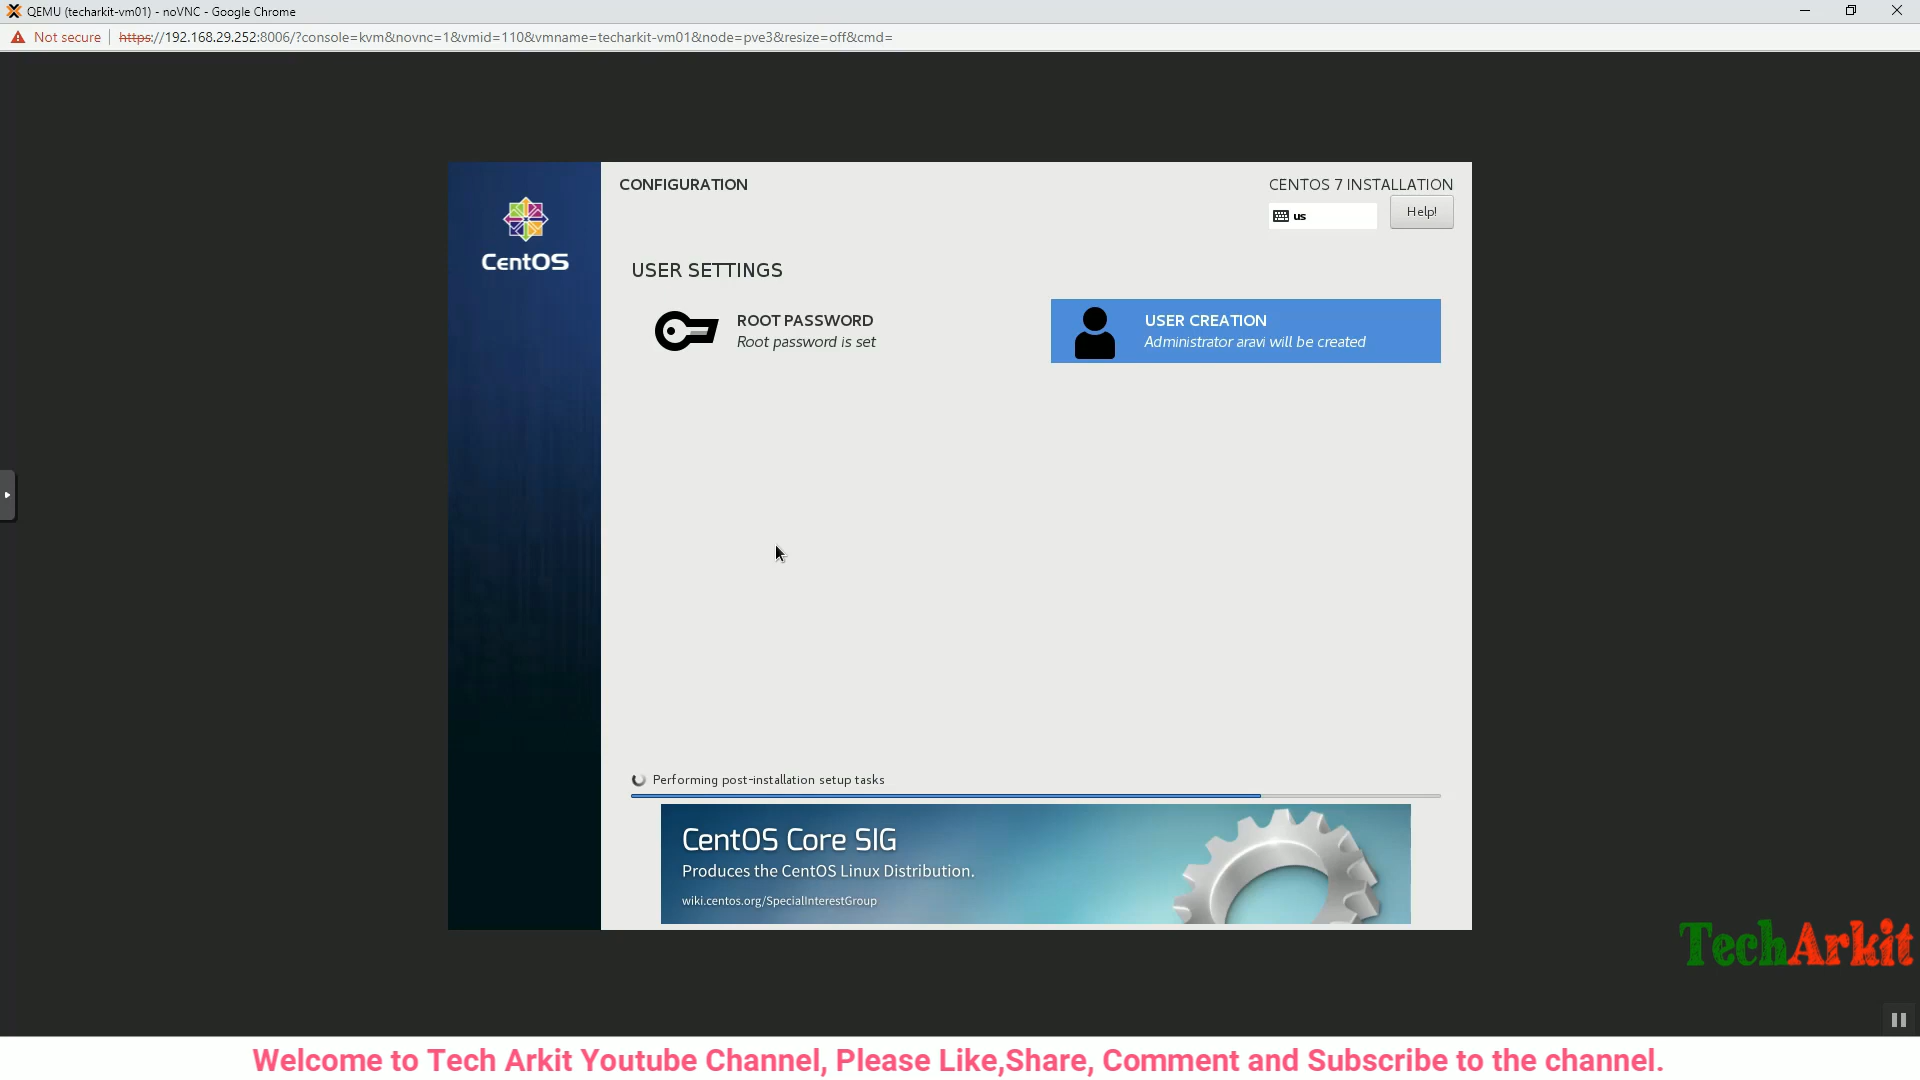 QEMU (techarkit-vm01) - noVNC - Google Chrome
Not secure https://192.168.29.252:8006/?console=kvm&novnc=1&vmid=110&vmname=techarkit-vm01&node=pve3&resize=off&cmd=
CentOS
CONFIGURATION
CENTOS 7 INSTALLATION
us
Help!
USER SETTINGS
ROOT PASSWORD
Root password is set
USER CREATION
Administrator aravi will be created
Performing post-installation setup tasks
CentOS Core SIG
Produces the CentOS Linux Distribution.
wiki.centos.org/SpecialInterestGroup
TechArkit
Welcome to Tech Arkit Youtube Channel, Please Like,Share, Comment and Subscribe to the channel.